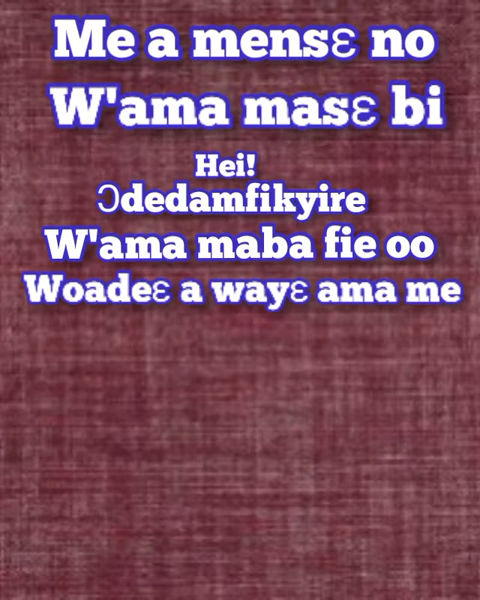 Me a mensɛ no
W'ama masɛ bi
Hei!
Ɔdedamfikyire
W'ama maba fie oo
Woadeɛ a wayɛ ama me